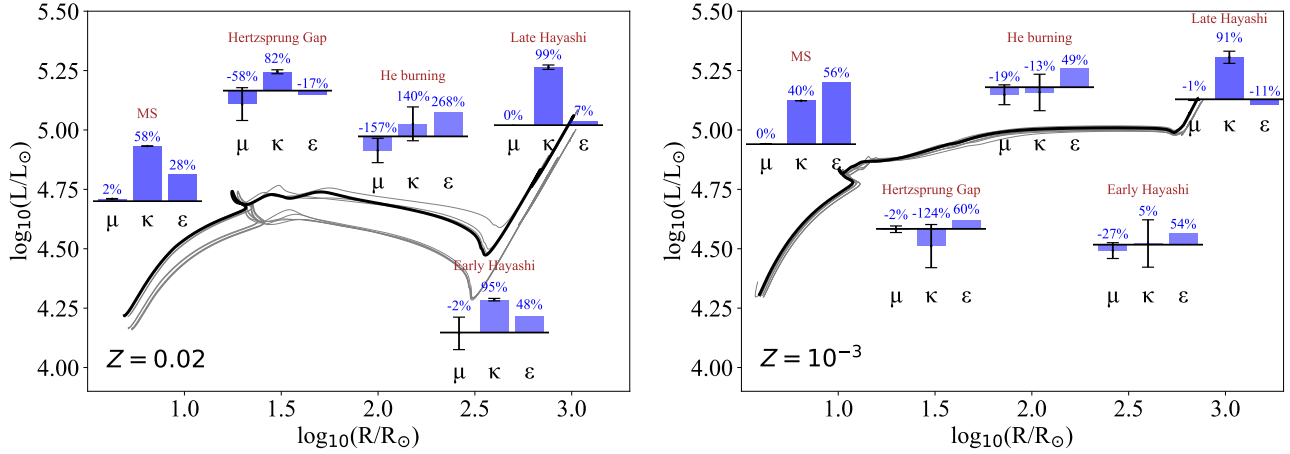 5.50
5.25
5.00
4.75
4.50
4.25
4.00
log10(L/L⊙)
Hertzsprung Gap
-58% 82% -17%
μ κ ε
Late Hayashi
99%
0% 7%
μ κ ε
He burning
-157% 140% 268%
μ κ ε
MS
2% 58% 28%
μ κ ε
Early Hayashi
-2% 95% 48%
μ κ ε
Z = 0.02
1.0 1.5 2.0 2.5 3.0
log10(R/R⊙)
5.50
5.25
5.00
4.75
4.50
4.25
4.00
log10(L/L⊙)
Late Hayashi
91%
-1% -11%
μ κ ε
He burning
-19% -13% 49%
μ κ ε
MS
0% 40% 56%
μ κ ε
Hertzsprung Gap
-2% -124% 60%
μ κ ε
Early Hayashi
-27% 5% 54%
μ κ ε
Z = 10⁻³
1.0 1.5 2.0 2.5 3.0
log10(R/R⊙)